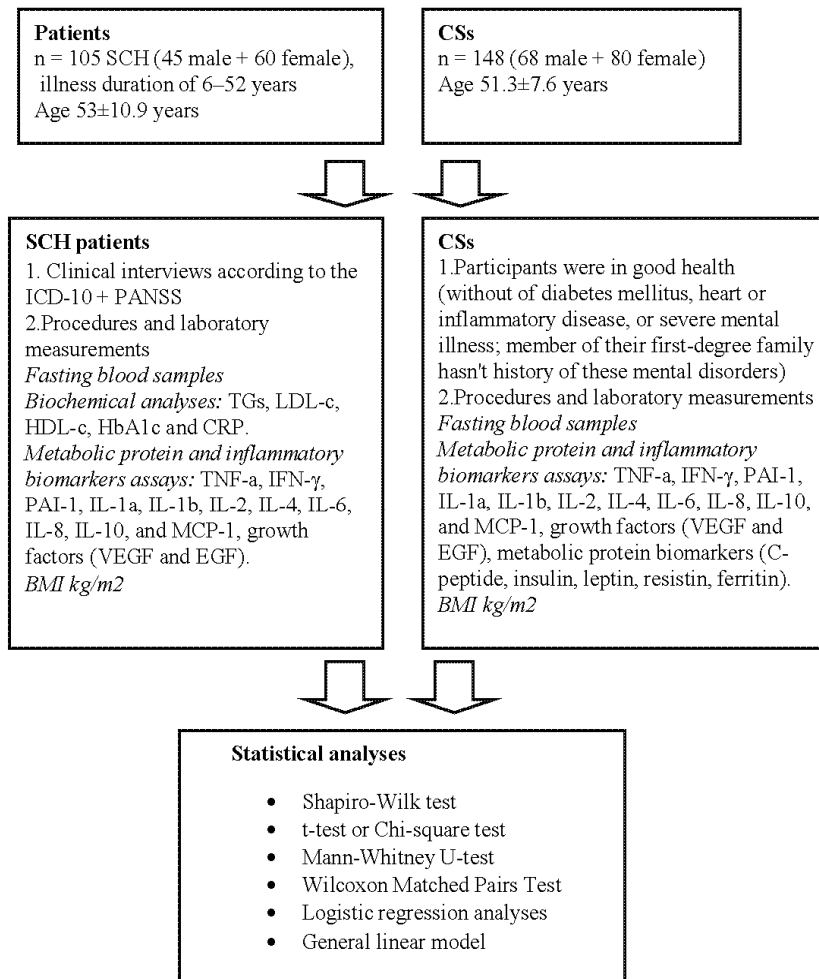 Patients
n = 105 SCH (45 male + 60 female),
illness duration of 6–52 years
Age 53±10.9 years
CSs
n = 148 (68 male + 80 female)
Age 51.3±7.6 years
SCH patients
1. Clinical interviews according to the
ICD-10 + PANSS
2.Procedures and laboratory
measurements
Fasting blood samples
Biochemical analyses: TGs, LDL-c,
HDL-c, HbA1c and CRP.
Metabolic protein and inflammatory
biomarkers assays: TNF-a, IFN-γ,
PAI-1, IL-1a, IL-1b, IL-2, IL-4, IL-6,
IL-8, IL-10, and MCP-1, growth
factors (VEGF and EGF).
BMI kg/m2
CSs
1.Participants were in good health
(without of diabetes mellitus, heart or
inflammatory disease, or severe mental
illness; member of their first-degree family
hasn't history of these mental disorders)
2.Procedures and laboratory measurements
Fasting blood samples
Metabolic protein and inflammatory
biomarkers assays: TNF-a, IFN-γ, PAI-1,
IL-1a, IL-1b, IL-2, IL-4, IL-6, IL-8, IL-10,
and MCP-1, growth factors (VEGF and
EGF), metabolic protein biomarkers (C-
peptide, insulin, leptin, resistin, ferritin).
BMI kg/m2
Statistical analyses
• Shapiro-Wilk test
• t-test or Chi-square test
• Mann-Whitney U-test
• Wilcoxon Matched Pairs Test
• Logistic regression analyses
• General linear model